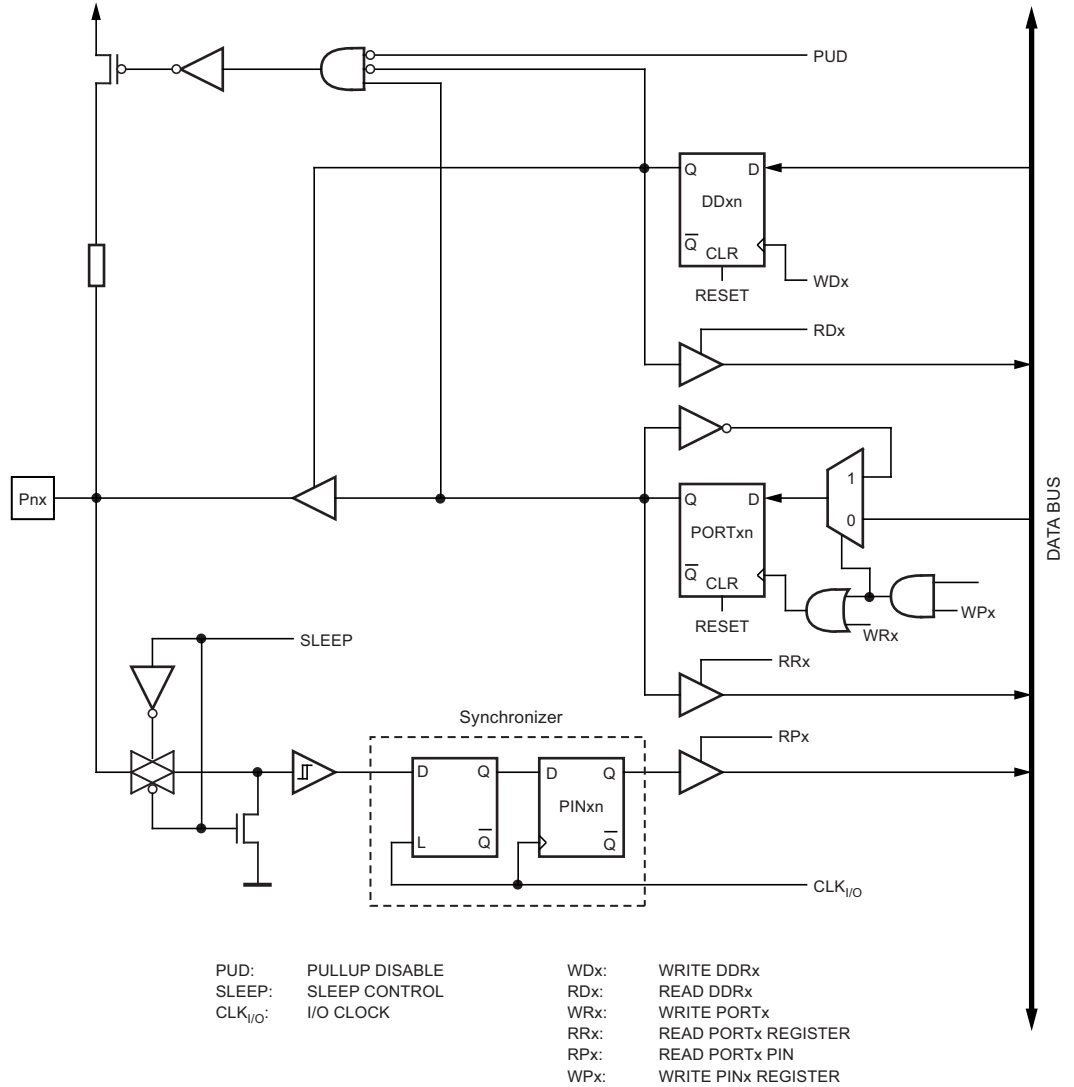 PUD
Q D
DDxn
Q
CLR
RESET
WDx
RDx
Pnx
1
0
Q D
PORTxn
Q
CLR
RESET
WPx
WRx
DATA BUS
SLEEP
RRx
Synchronizer
RPx
D Q
L Q
D Q
PINxn
Q
CLKI/O
PUD: PULLUP DISABLE
SLEEP: SLEEP CONTROL
CLKI/O: I/O CLOCK
WDx: WRITE DDRx
RDx: READ DDRx
WRx: WRITE PORTx
RRx: READ PORTx REGISTER
RPx: READ PORTx PIN
WPx: WRITE PINx REGISTER